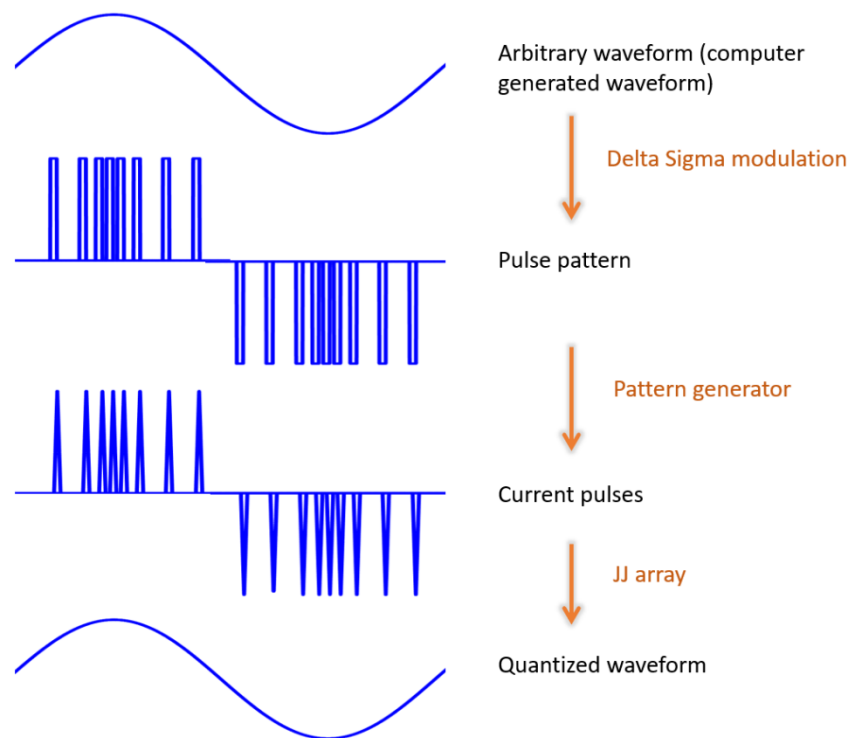 Arbitrary waveform (computer
generated waveform)
Delta Sigma modulation
Pulse pattern
Pattern generator
Current pulses
JJ array
Quantized waveform